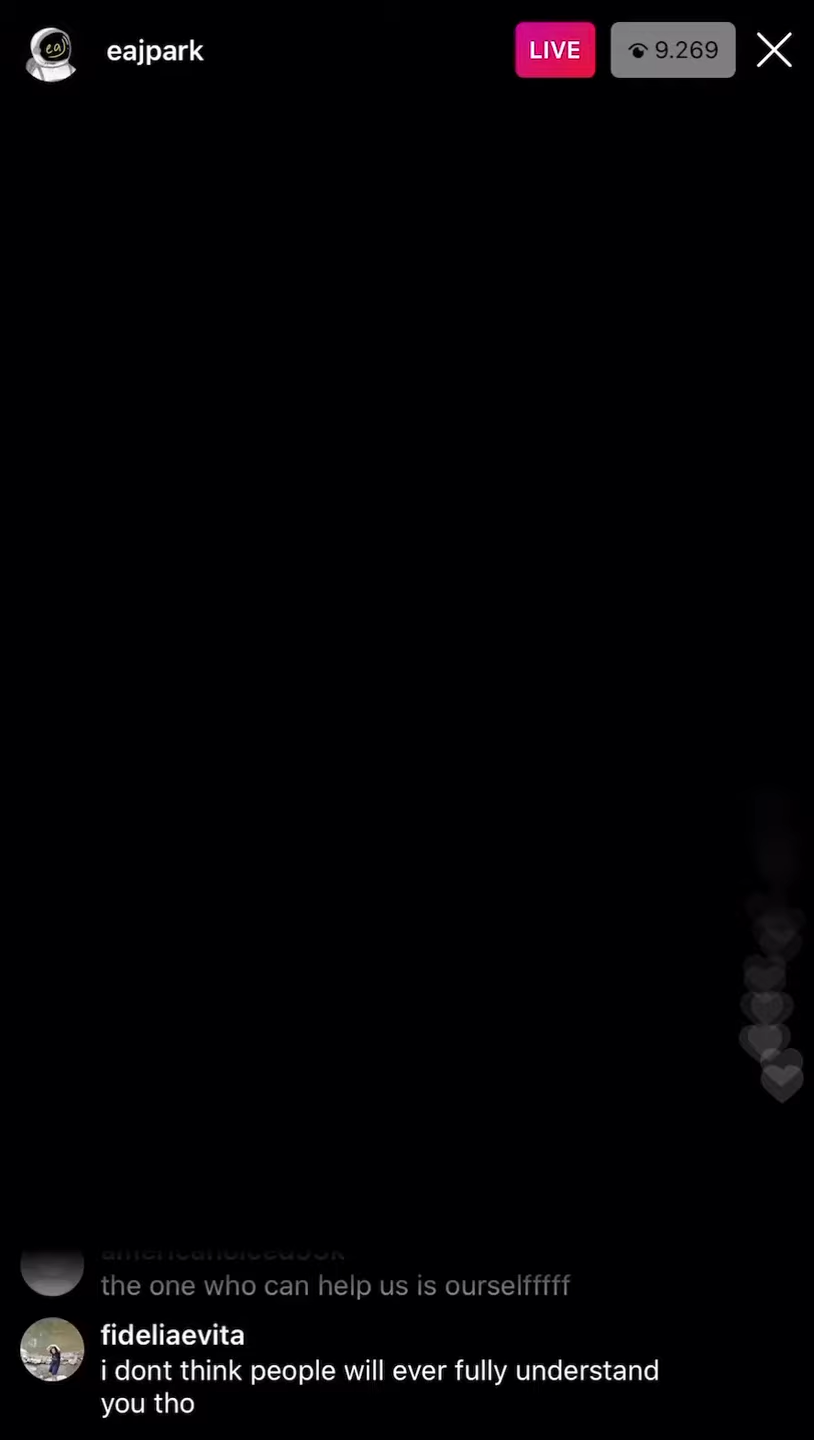 eaj
eajpark
LIVE
9.269
the one who can help us is ourselfffff
fideliaevita
i dont think people will ever fully understand
you tho